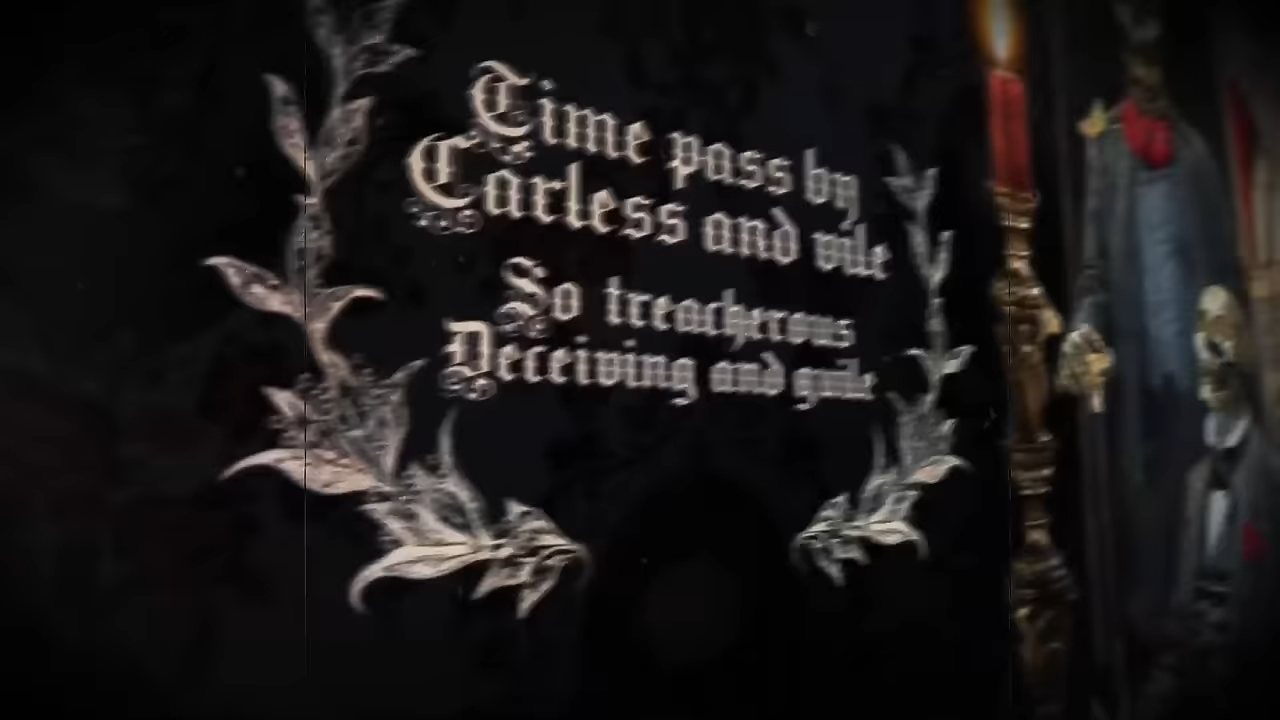 Time pass by
Carless and vile
So treacherous
Deceiving and guile